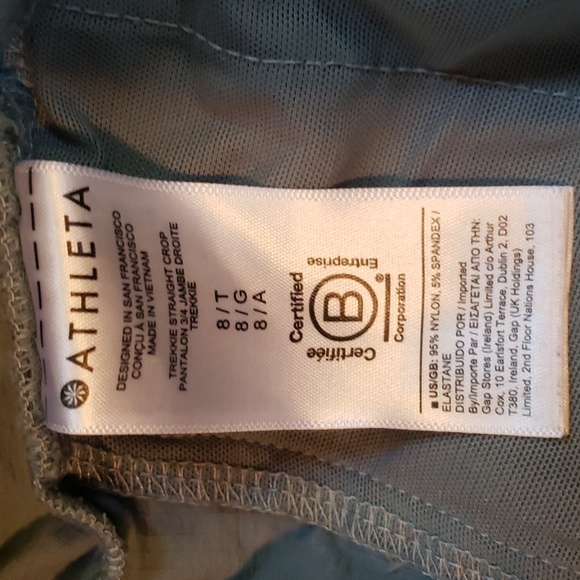 ATHLETA
DESIGNED IN SAN FRANCISCO
CONÇU A SAN FRANCISCO
MADE IN VIETNAM
TREKKIE STRAIGHT CROP
PANTALON 3/4 JAMBE DROITE
TREKKIE
8 / T
8 / G
8 / A
Certified
Certifiée
B
®
Entreprise
Corporation
■ US/GB: 95% NYLON, 5% SPANDEX /
ELASTANE
DISTRIBUIDO POR / Imported
By/Importe Par / ΕΙΣΑΓΕΤΑΙ ΑΠΟ ΤΗΝ:
Gap Stores (Ireland) Limited c/o Arthur
Cox, 10 Earlsfort Terrace, Dublin 2, D02
T380, Ireland, Gap (UK Holdings)
Limited, 2nd Floor Nations House, 103